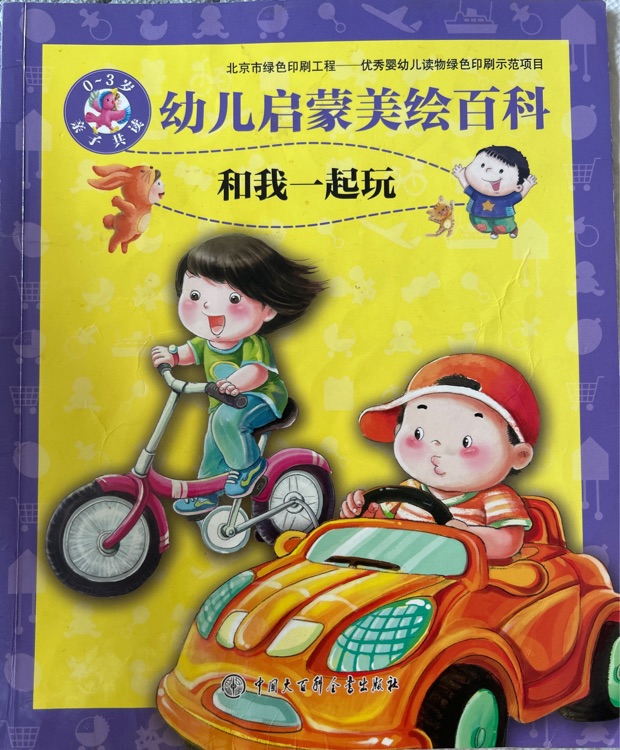 北京市绿色印刷工程——优秀婴幼儿读物绿色印刷示范项目
0~3岁
亲子共读
幼儿启蒙美绘百科
和我一起玩
中国大百科全书出版社